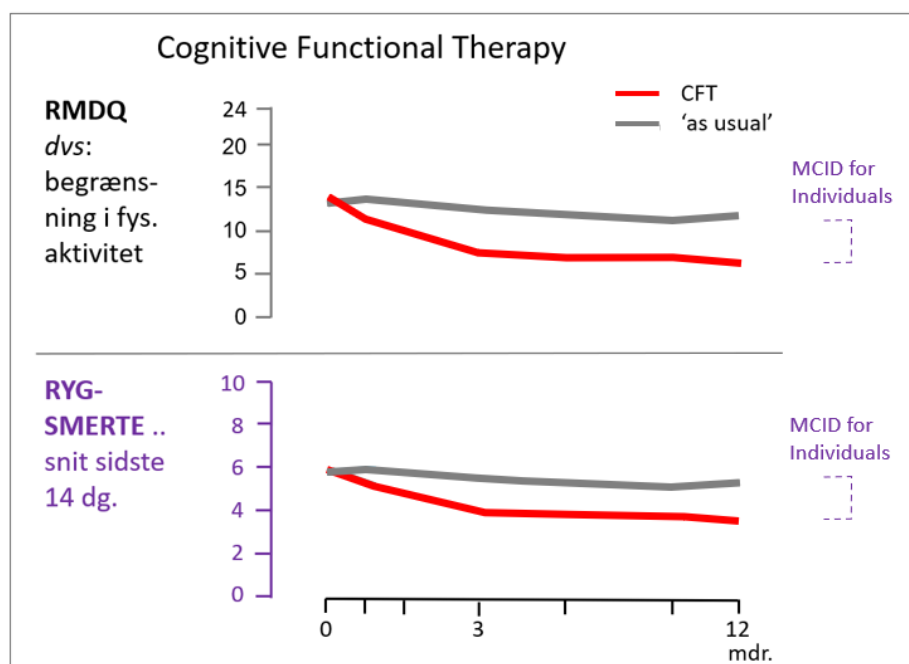 Cognitive Functional Therapy
CFT
'as usual'
RMDQ
dvs:
begræns-
ning i fys.
aktivitet
24
20
15
10
5
0
MCID for
Individuals
RYG-
SMERTE ..
snit sidste
14 dg.
10
8
6
4
2
0
MCID for
Individuals
0 3 12
mdr.